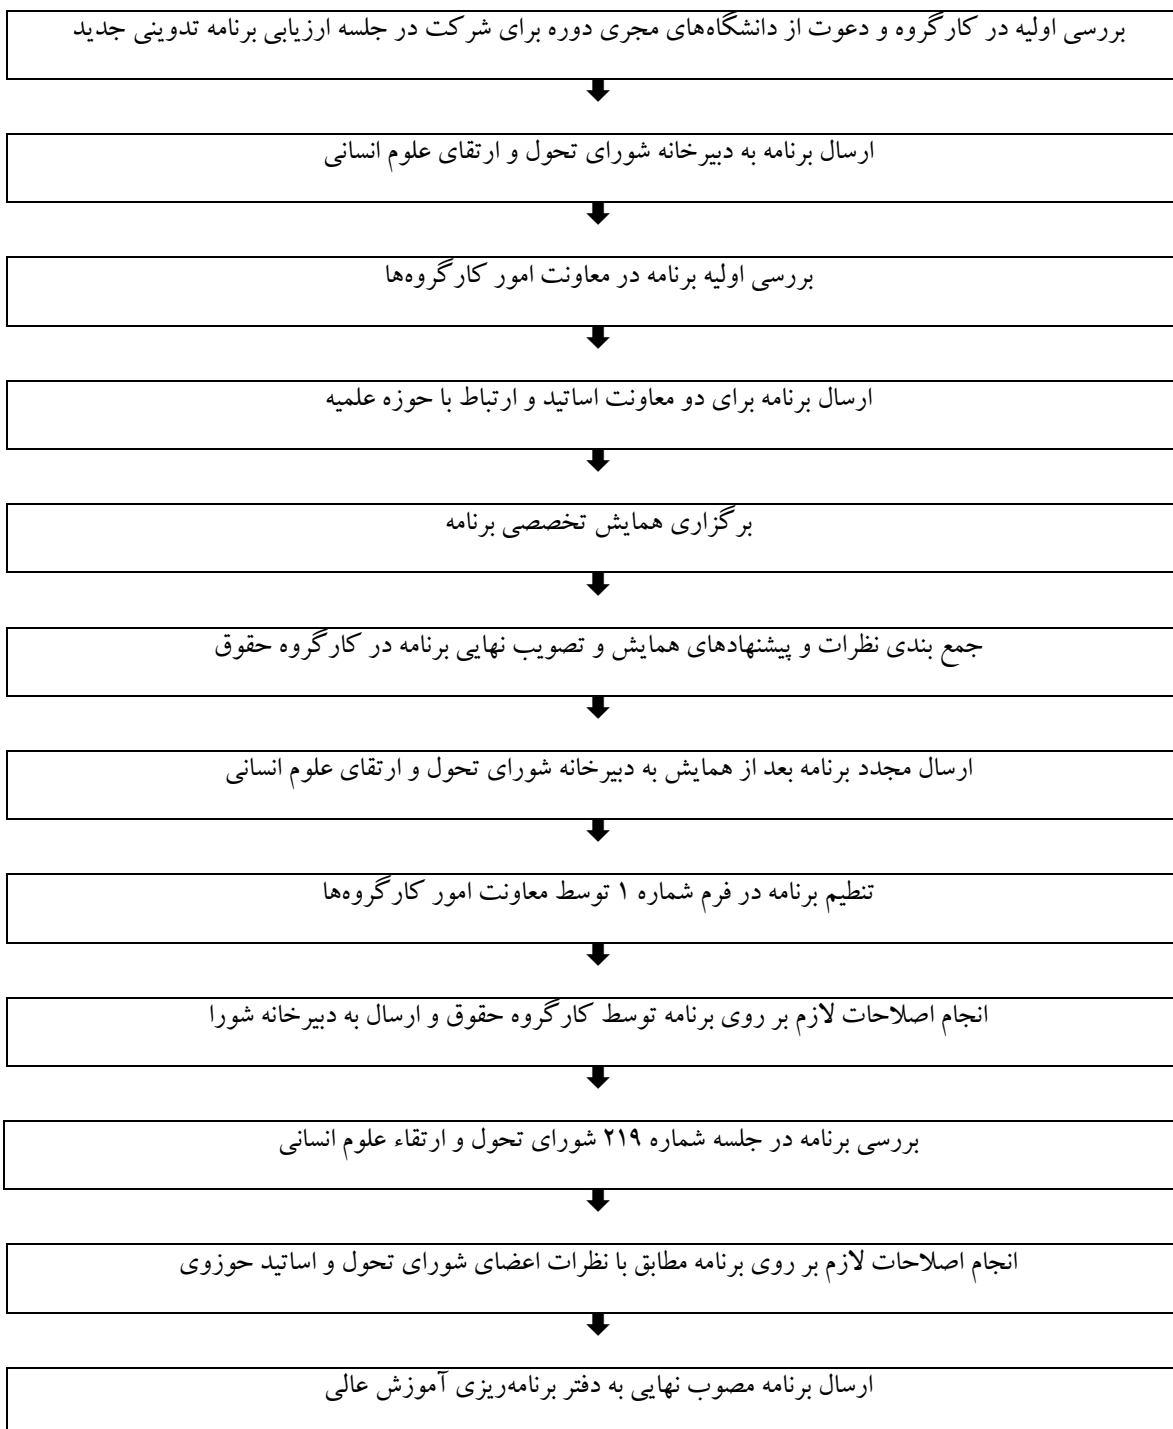 بررسی اولیه در کارگروه و دعوت از دانشگاه‌های مجری دوره برای شرکت در جلسه ارزیابی برنامه تدوینی جدید
ارسال برنامه به دبیرخانه شورای تحول و ارتقای علوم انسانی
بررسی اولیه برنامه در معاونت امور کارگروه‌ها
ارسال برنامه برای دو معاونت اساتید و ارتباط با حوزه علمیه
برگزاری همایش تخصصی برنامه
جمع بندی نظرات و پیشنهادهای همایش و تصویب نهایی برنامه در کارگروه حقوق
ارسال مجدد برنامه بعد از همایش به دبیرخانه شورای تحول و ارتقای علوم انسانی
تنطیم برنامه در فرم شماره ۱ توسط معاونت امور کارگروه‌ها
انجام اصلاحات لازم بر روی برنامه توسط کارگروه حقوق و ارسال به دبیرخانه شورا
بررسی برنامه در جلسه شماره ۲۱۹ شورای تحول و ارتقاء علوم انسانی
انجام اصلاحات لازم بر روی برنامه مطابق با نظرات اعضای شورای تحول و اساتید حوزوی
ارسال برنامه مصوب نهایی به دفتر برنامه‌ریزی آموزش عالی